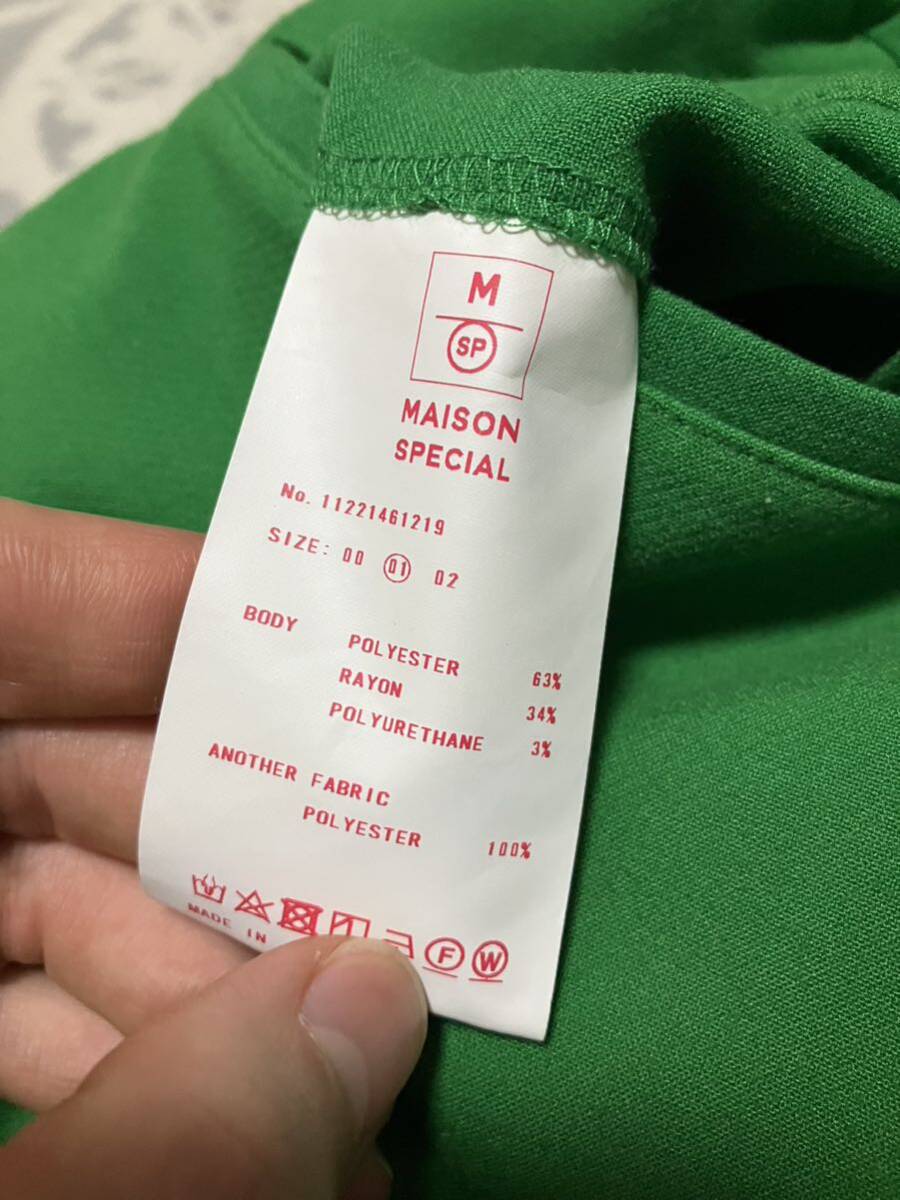 M
SP
MAISON
SPECIAL
No. 11221461219
SIZE: 00 01 02
BODY
POLYESTER 63%
RAYON 34%
POLYURETHANE 3%
ANOTHER FABRIC
POLYESTER 100%
F W
MADE IN